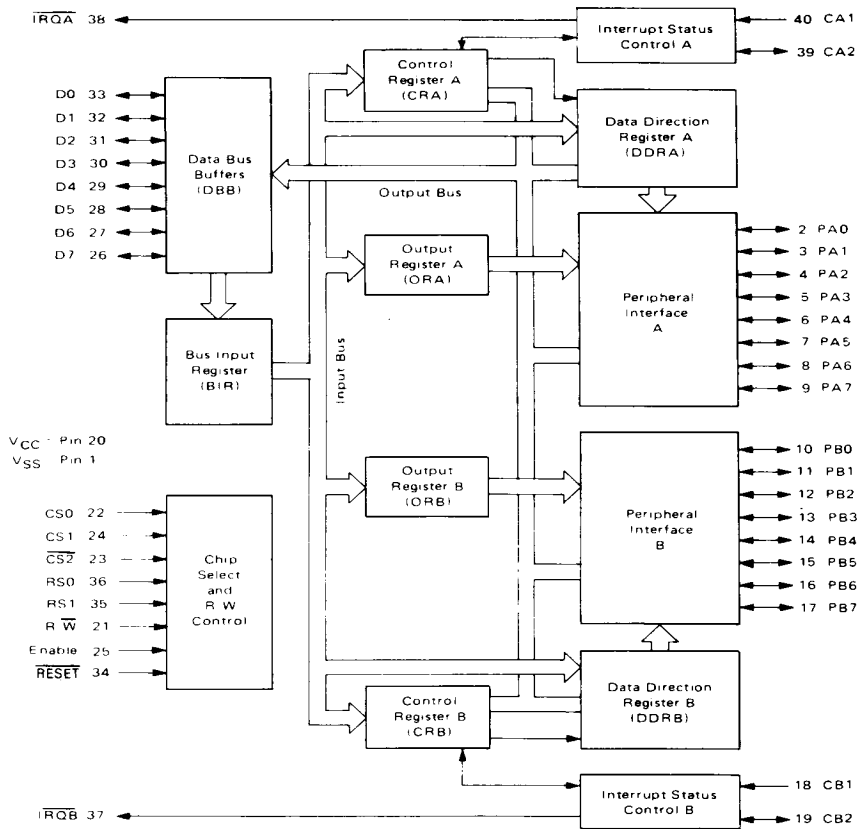 IRQA 38
Interrupt Status
Control A
40 CA1
39 CA2
Control
Register A
(CRA)
D0 33
D1 32
D2 31
D3 30
D4 29
D5 28
D6 27
D7 26
Data Bus
Buffers
(DBB)
Data Direction
Register A
(DDRA)
Output Bus
Output
Register A
(ORA)
Peripheral
Interface
A
2 PA0
3 PA1
4 PA2
5 PA3
6 PA4
7 PA5
8 PA6
9 PA7
Bus Input
Register
(BIR)
Input Bus
VCC Pin 20
VSS Pin 1
Output
Register B
(ORB)
Peripheral
Interface
B
10 PB0
11 PB1
12 PB2
13 PB3
14 PB4
15 PB5
16 PB6
17 PB7
CS0 22
CS1 24
CS2 23
RS0 36
RS1 35
R W 21
Enable 25
RESET 34
Chip
Select
and
R W
Control
Control
Register B
(CRB)
Data Direction
Register B
(DDRB)
Interrupt Status
Control B
18 CB1
19 CB2
IRQB 37